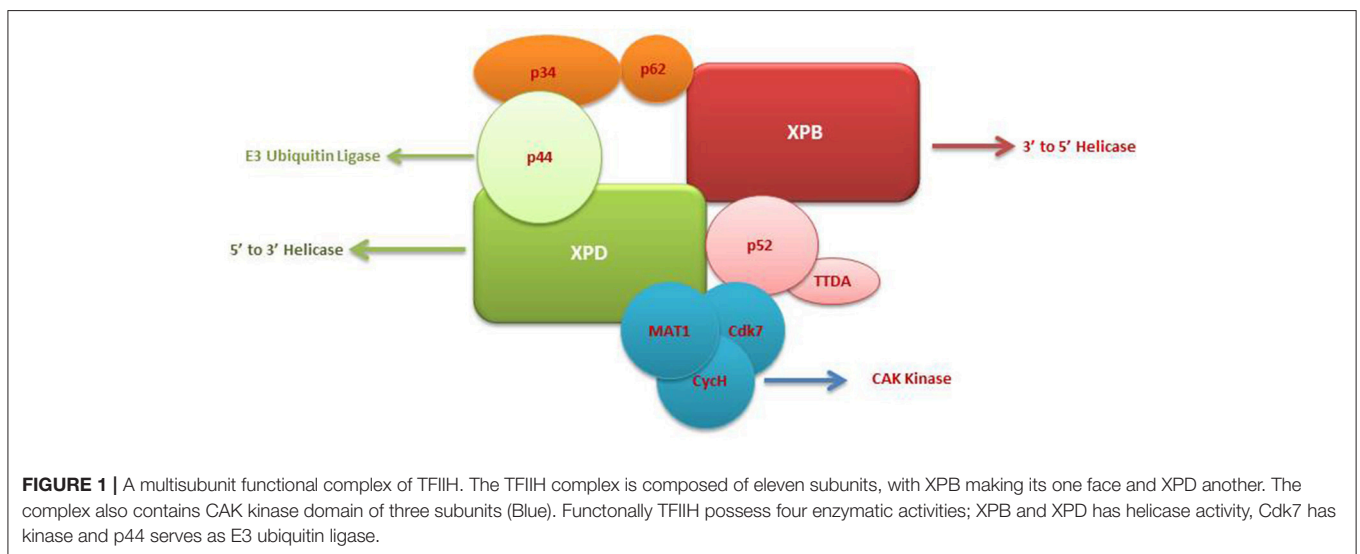 p34
p62
XPB
3’ to 5’ Helicase
E3 Ubiquitin Ligase
p44
5’ to 3’ Helicase
XPD
p52
TTDA
MAT1
Cdk7
CycH
CAK Kinase
FIGURE 1 | A multisubunit functional complex of TFIIH. The TFIIH complex is composed of eleven subunits, with XPB making its one face and XPD another. The
complex also contains CAK kinase domain of three subunits (Blue). Functonally TFIIH possess four enzymatic activities; XPB and XPD has helicase activity, Cdk7 has
kinase and p44 serves as E3 ubiquitin ligase.